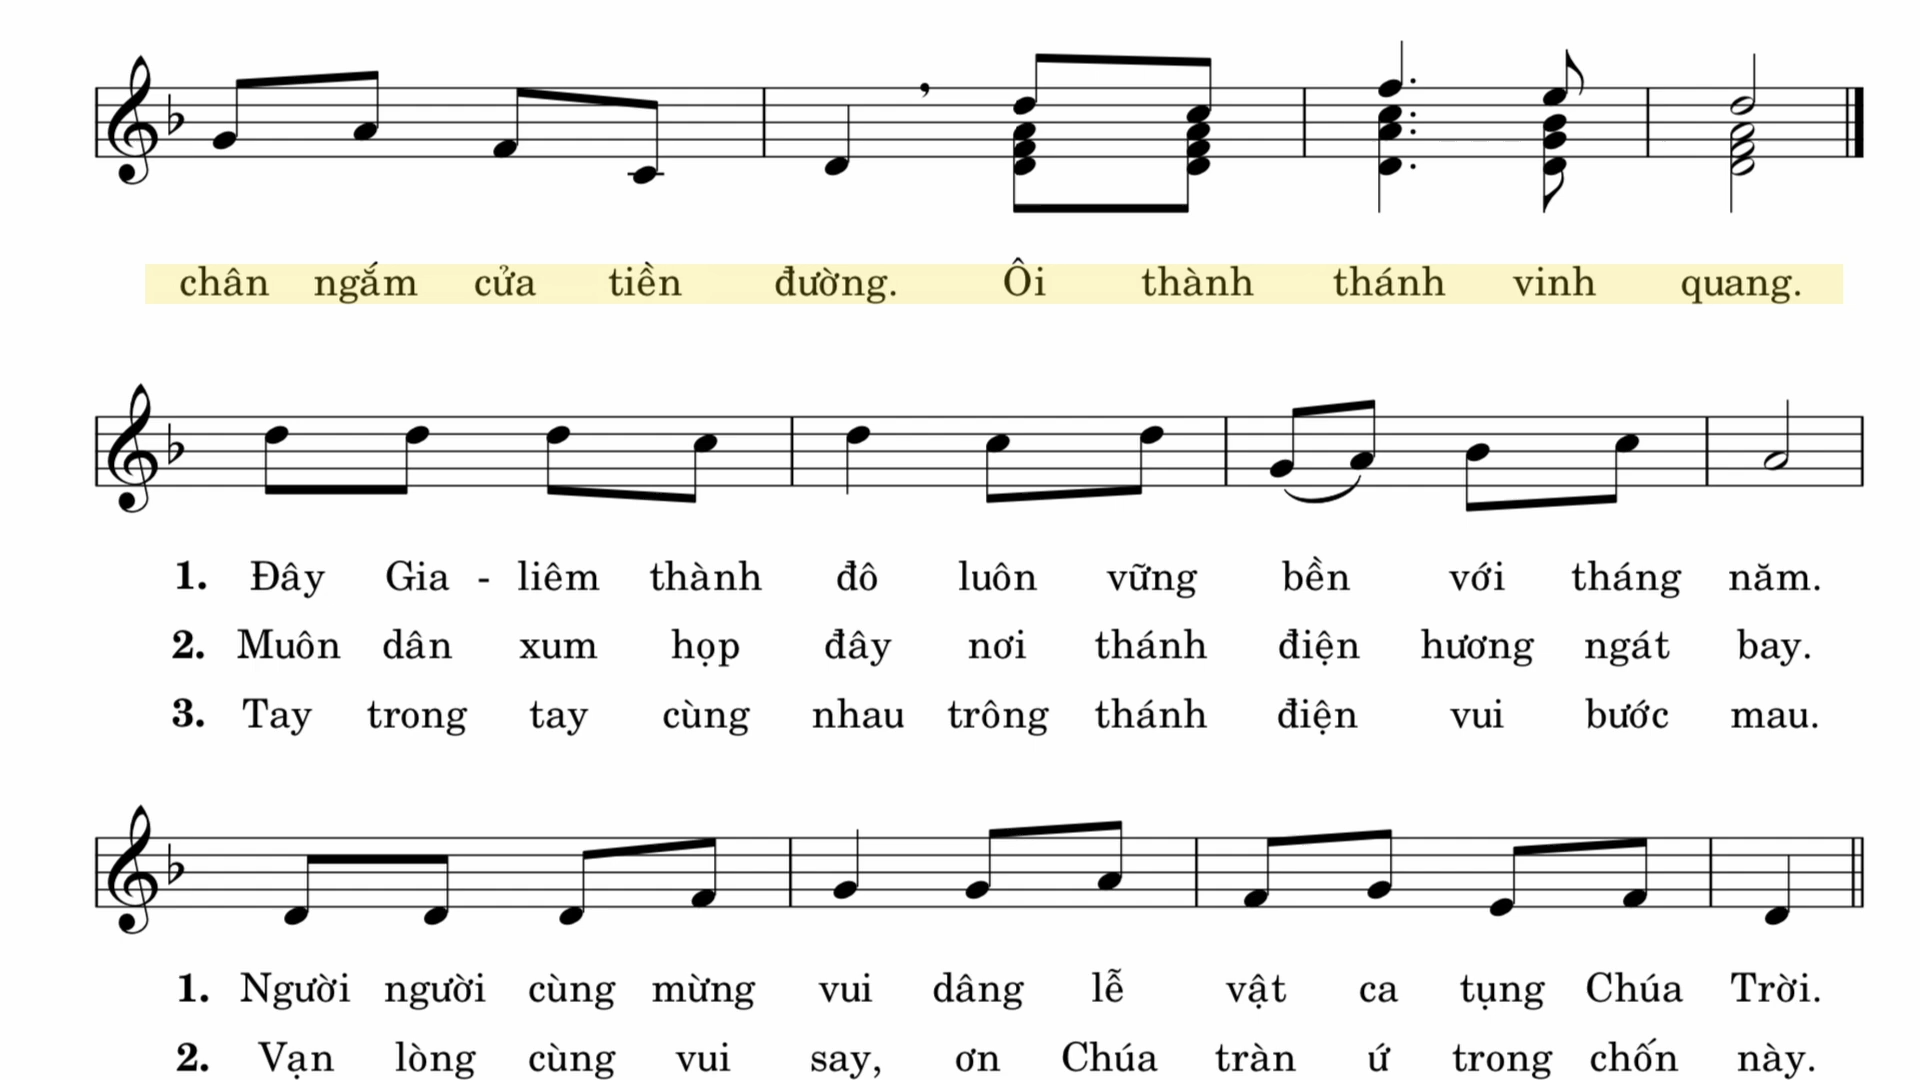 chân ngắm cửa tiền đường. Ôi thành thánh vinh quang.
1. Đây Gia - liêm thành đô luôn vững bền với tháng năm.
2. Muôn dân xum họp đây nơi thánh điện hương ngát bay.
3. Tay trong tay cùng nhau trông thánh điện vui bước mau.
1. Người người cùng mừng vui dâng lễ vật ca tụng Chúa Trời.
2. Vạn lòng cùng vui say, ơn Chúa tràn ứ trong chốn này.